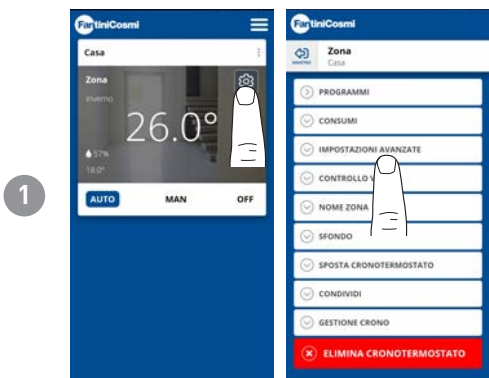 1
FantiniCosmi
Casa
Zona
inverno
26.0°
57%
18.0°
AUTO MAN OFF
FantiniCosmi
INDIETRO
Zona
Casa
PROGRAMMI
CONSUMI
IMPOSTAZIONI AVANZATE
CONTROLLO
NOME ZONA
SFONDO
SPOSTA CRONOTERMOSTATO
CONDIVIDI
GESTIONE CRONO
ELIMINA CRONOTERMOSTATO